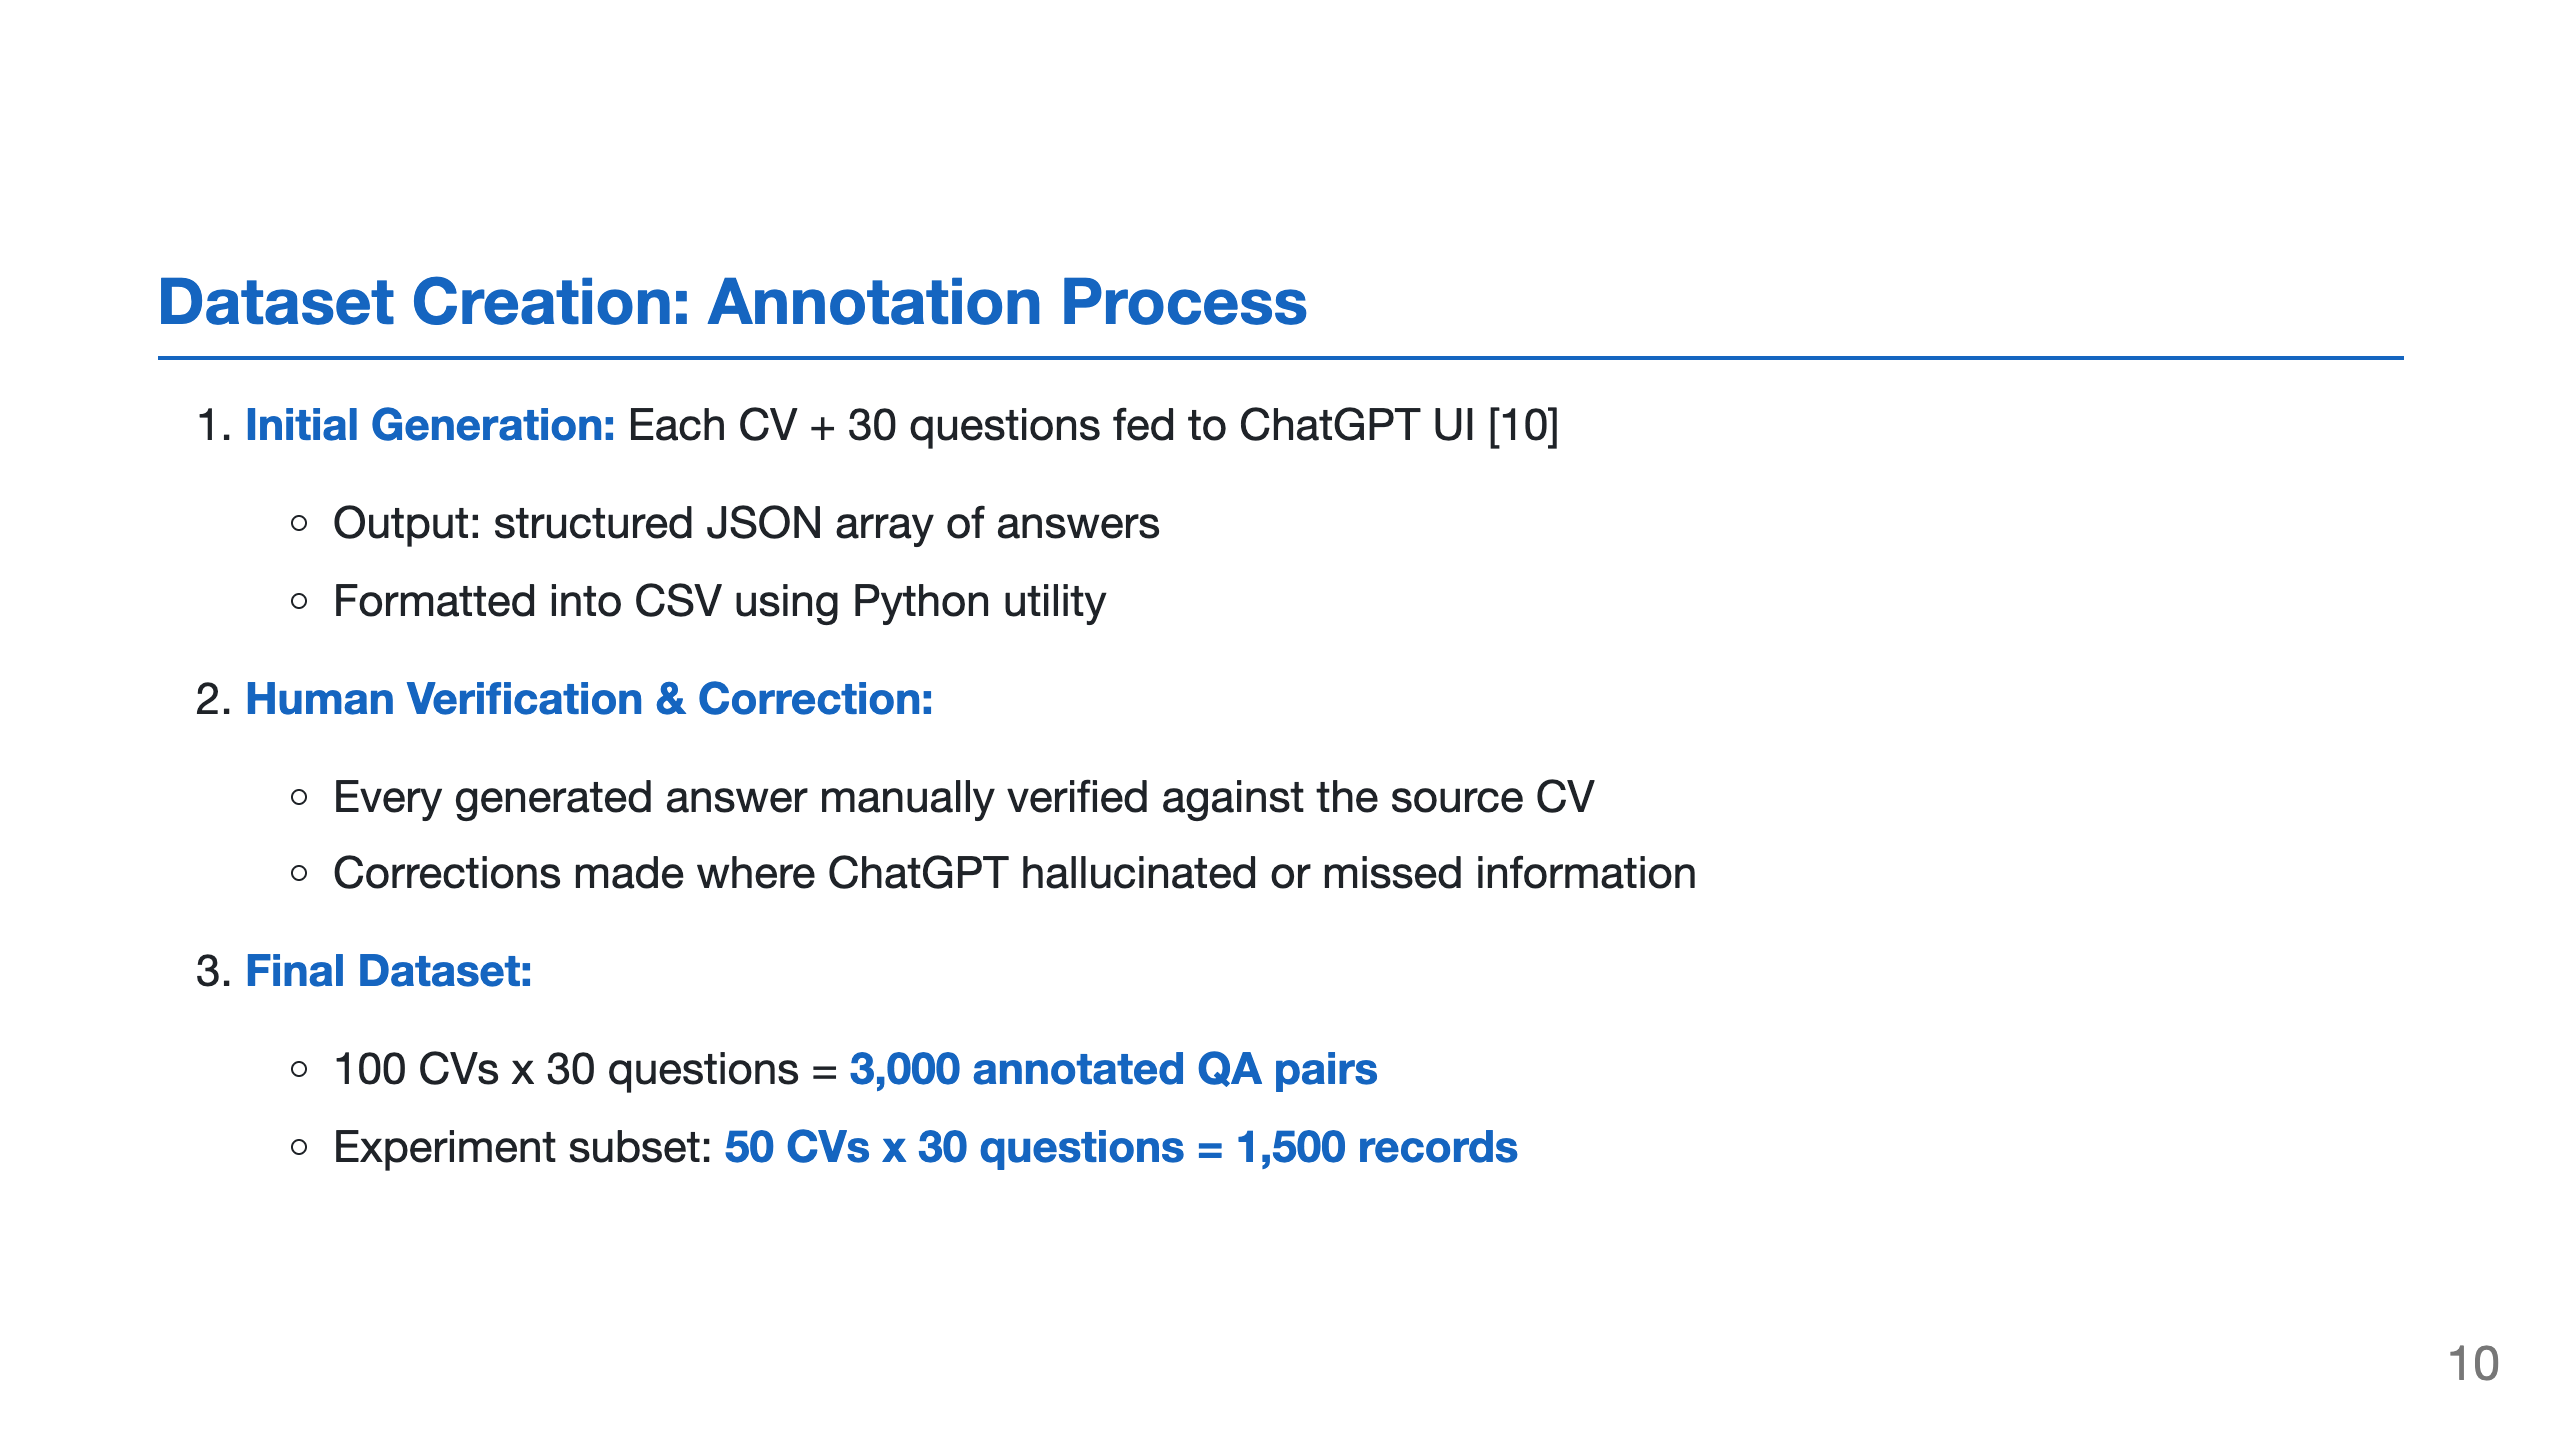 Dataset Creation: Annotation Process
1. Initial Generation: Each CV + 30 questions fed to ChatGPT UI [10]
○ Output: structured JSON array of answers
○ Formatted into CSV using Python utility
2. Human Verification & Correction:
○ Every generated answer manually verified against the source CV
○ Corrections made where ChatGPT hallucinated or missed information
3. Final Dataset:
○ 100 CVs x 30 questions = 3,000 annotated QA pairs
○ Experiment subset: 50 CVs x 30 questions = 1,500 records
10